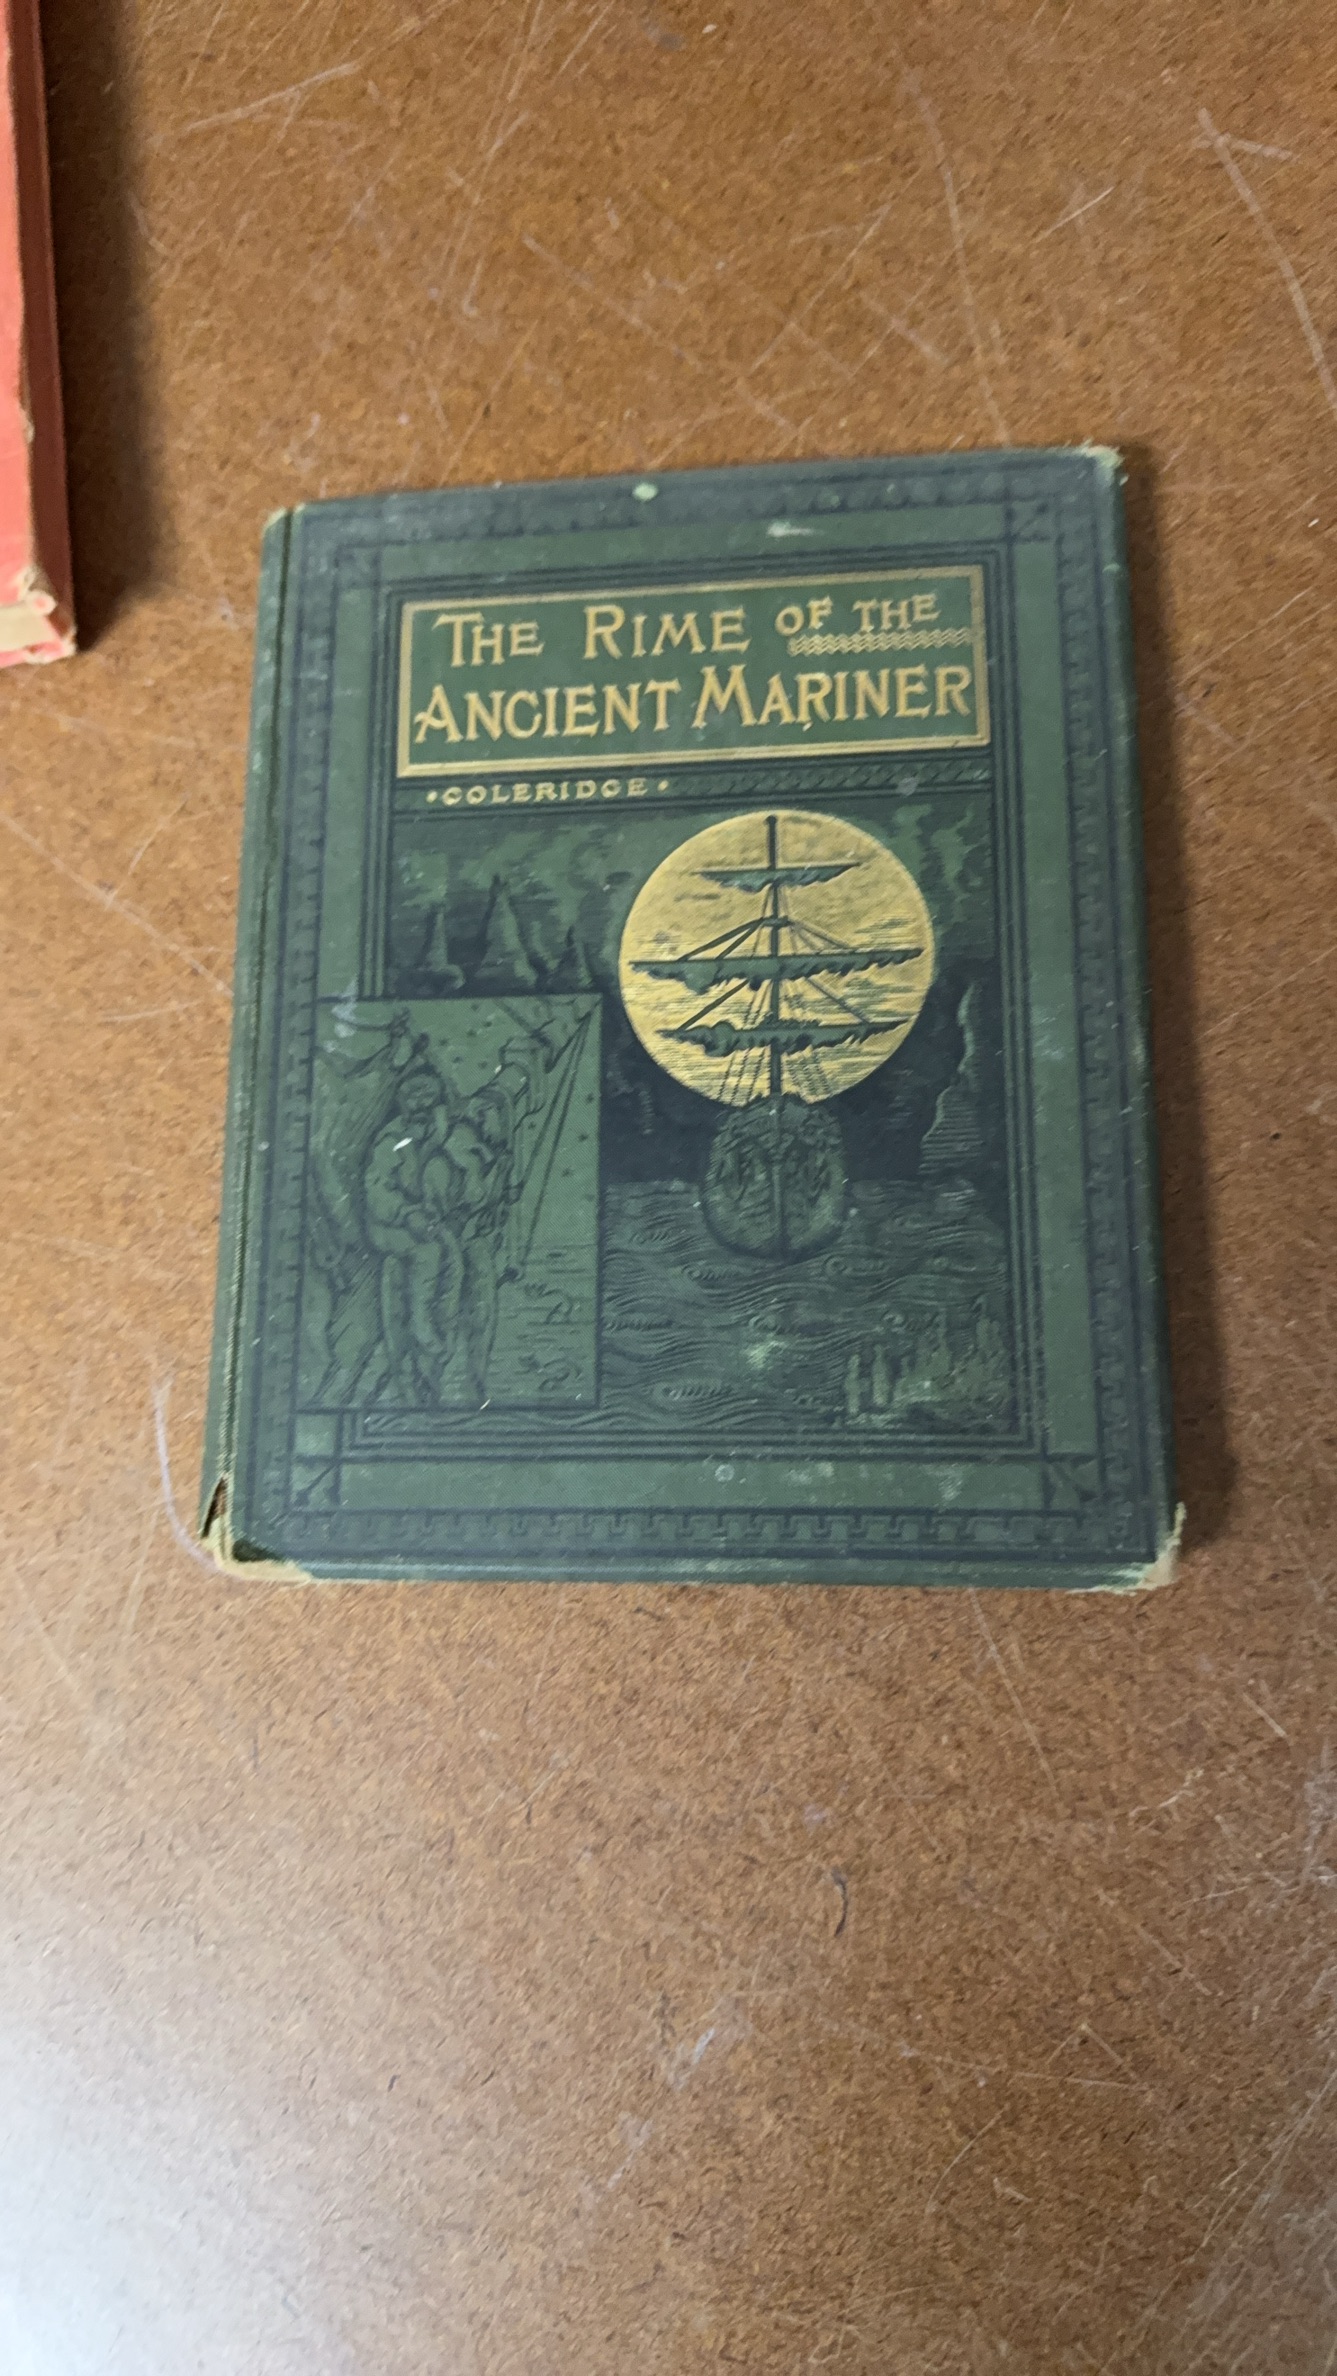 THE RIME OF THE
ANCIENT MARINER
•COLERIDGE•